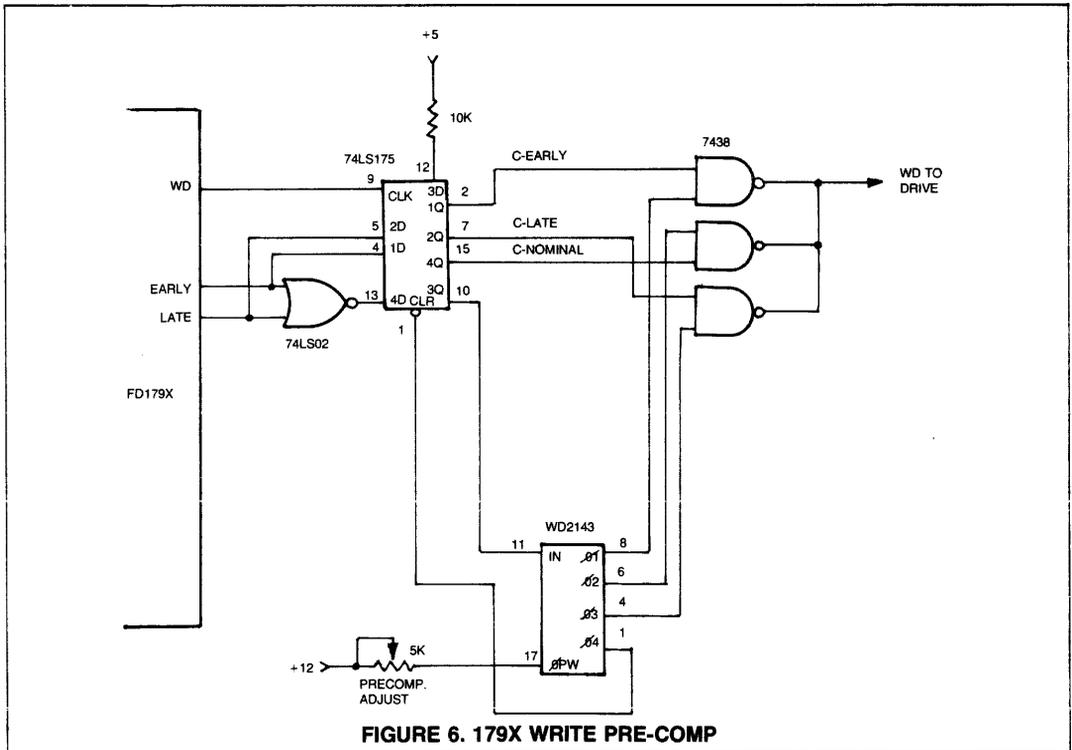 +5
10K
74LS175
7438
12
C-EARLY
WD
9
CLK
3D
2
1Q
WD TO
DRIVE
5
2D
C-LATE
7
2Q
4
1D
C-NOMINAL
15
4Q
EARLY
3Q
10
13
4D
CLR
LATE
1
74LS02
FD179X
WD2143
11
IN
Ø1
8
Ø2
6
Ø3
4
Ø4
1
+12
5K
17
ØPW
PRECOMP.
ADJUST
FIGURE 6. 179X WRITE PRE-COMP